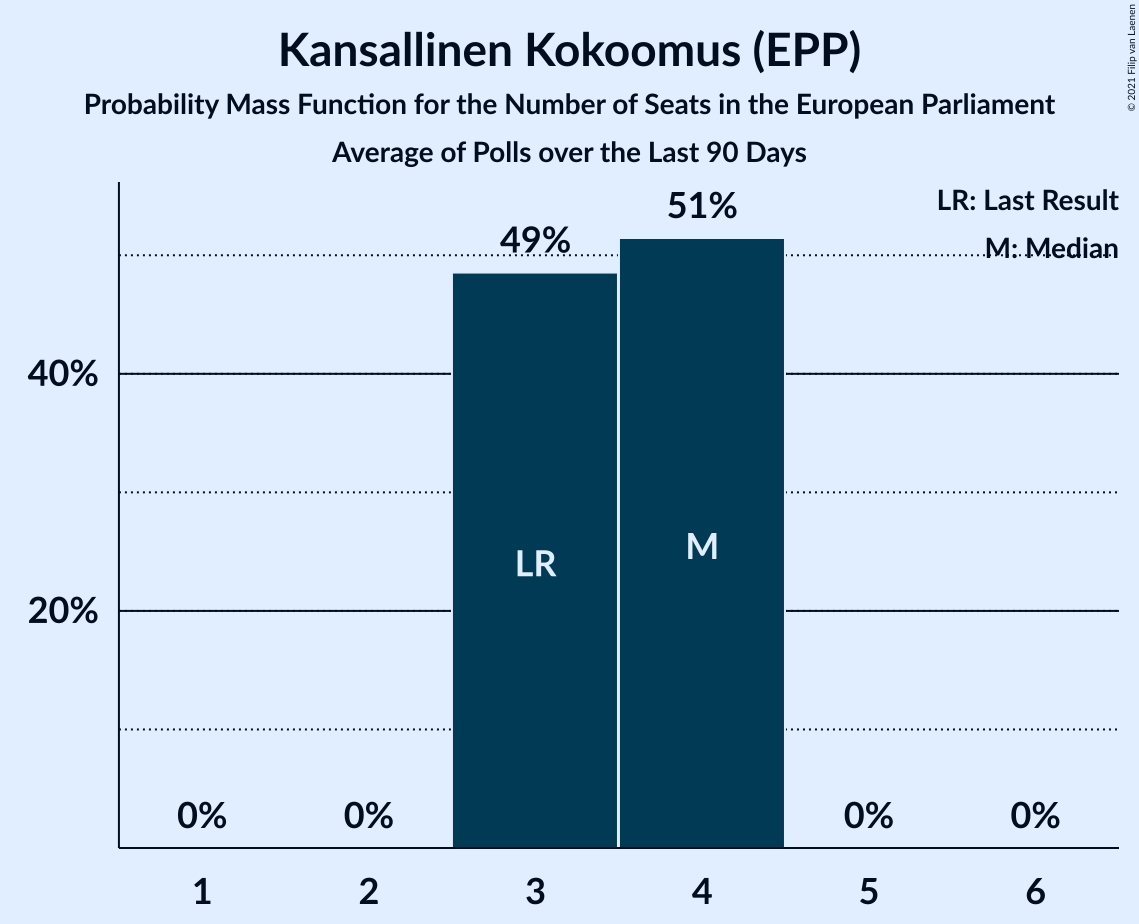 Kansallinen Kokoomus (EPP)
Probability Mass Function for the Number of Seats in the European Parliament
Average of Polls over the Last 90 Days
© 2021 Filip van Laenen
LR: Last Result
M: Median
49%
51%
40%
20%
LR
M
0%
0%
0%
0%
1
2
3
4
5
6